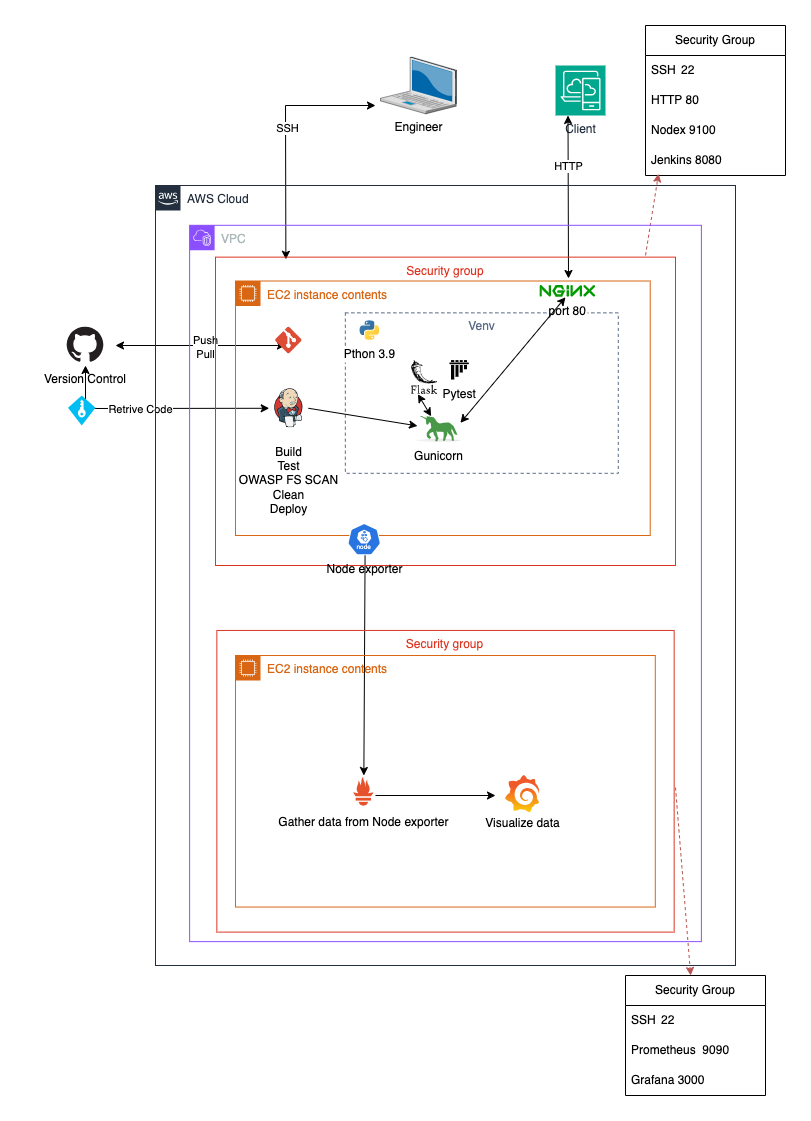 Security Group
SSH 22
HTTP 80
Nodex 9100
Jenkins 8080
Engineer
Client
SSH
HTTP
aws
AWS Cloud
VPC
Security group
EC2 instance contents
NGINX
port 80
Venv
Pthon 3.9
Push
Pull
Version Control
Flask
Pytest
Retrive Code
Gunicorn
Build
Test
OWASP FS SCAN
Clean
Deploy
node
Node exporter
Security group
EC2 instance contents
Gather data from Node exporter
Visualize data
Security Group
SSH 22
Prometheus 9090
Grafana 3000